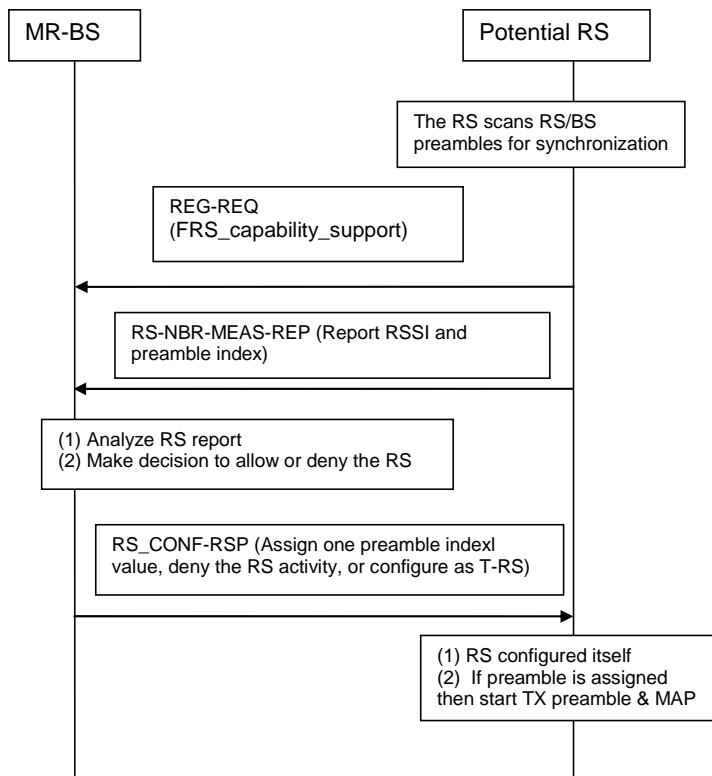 MR-BS
Potential RS
The RS scans RS/BS
preambles for synchronization
REG-REQ
(FRS_capability_support)
RS-NBR-MEAS-REP (Report RSSI and
preamble index)
(1) Analyze RS report
(2) Make decision to allow or deny the RS
RS_CONF-RSP (Assign one preamble indexl
value, deny the RS activity, or configure as T-RS)
(1) RS configured itself
(2) If preamble is assigned
then start TX preamble & MAP